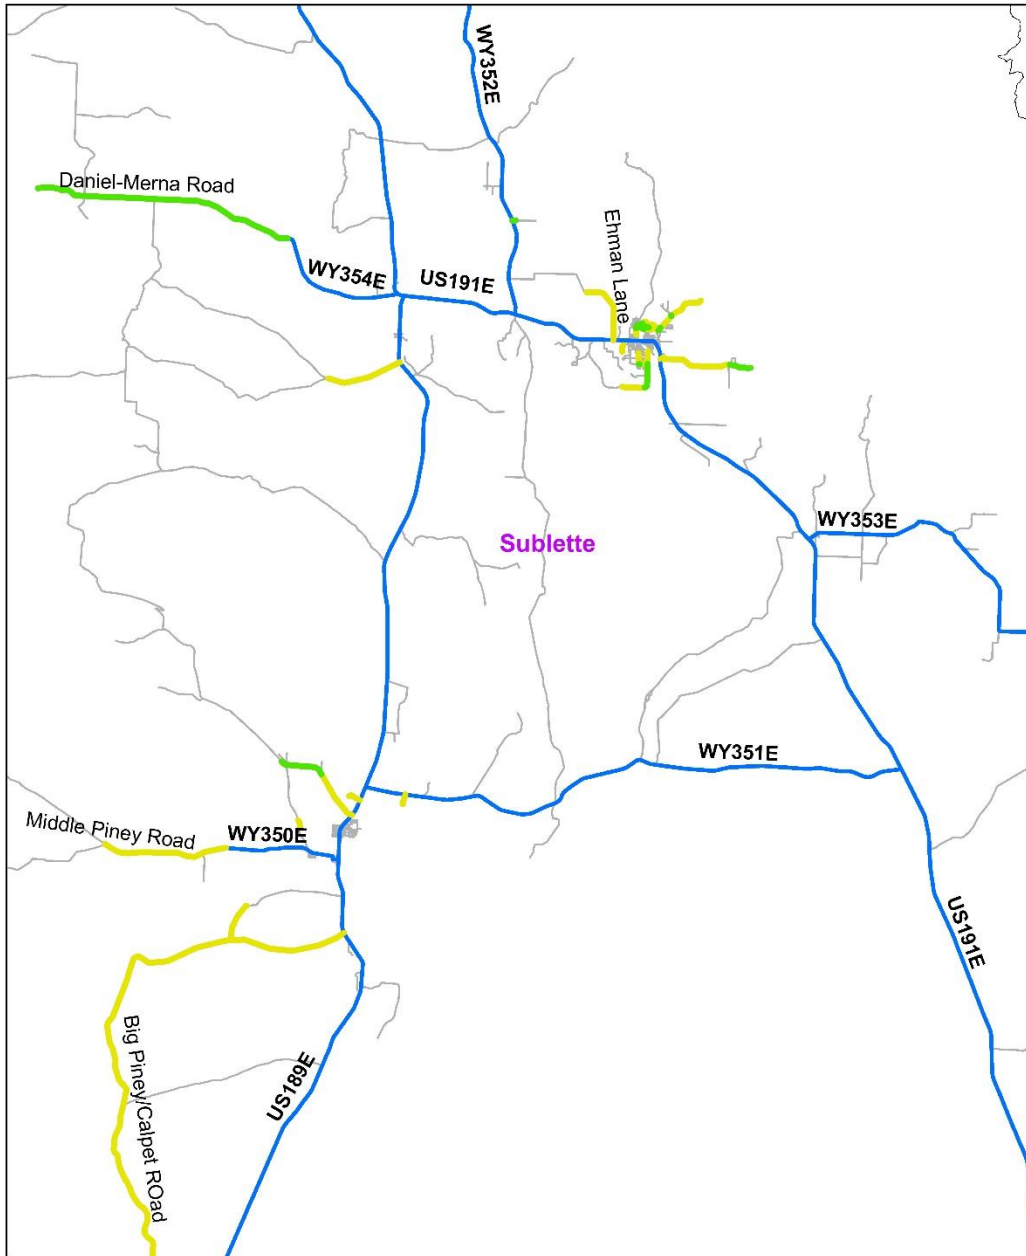 WY352E
Daniel-Merna Road
Ehman Lane
WY354E
US191E
WY353E
Sublette
WY351E
Middle Piney Road
WY350E
US191E
Big Piney/Calpet ROad
US189E